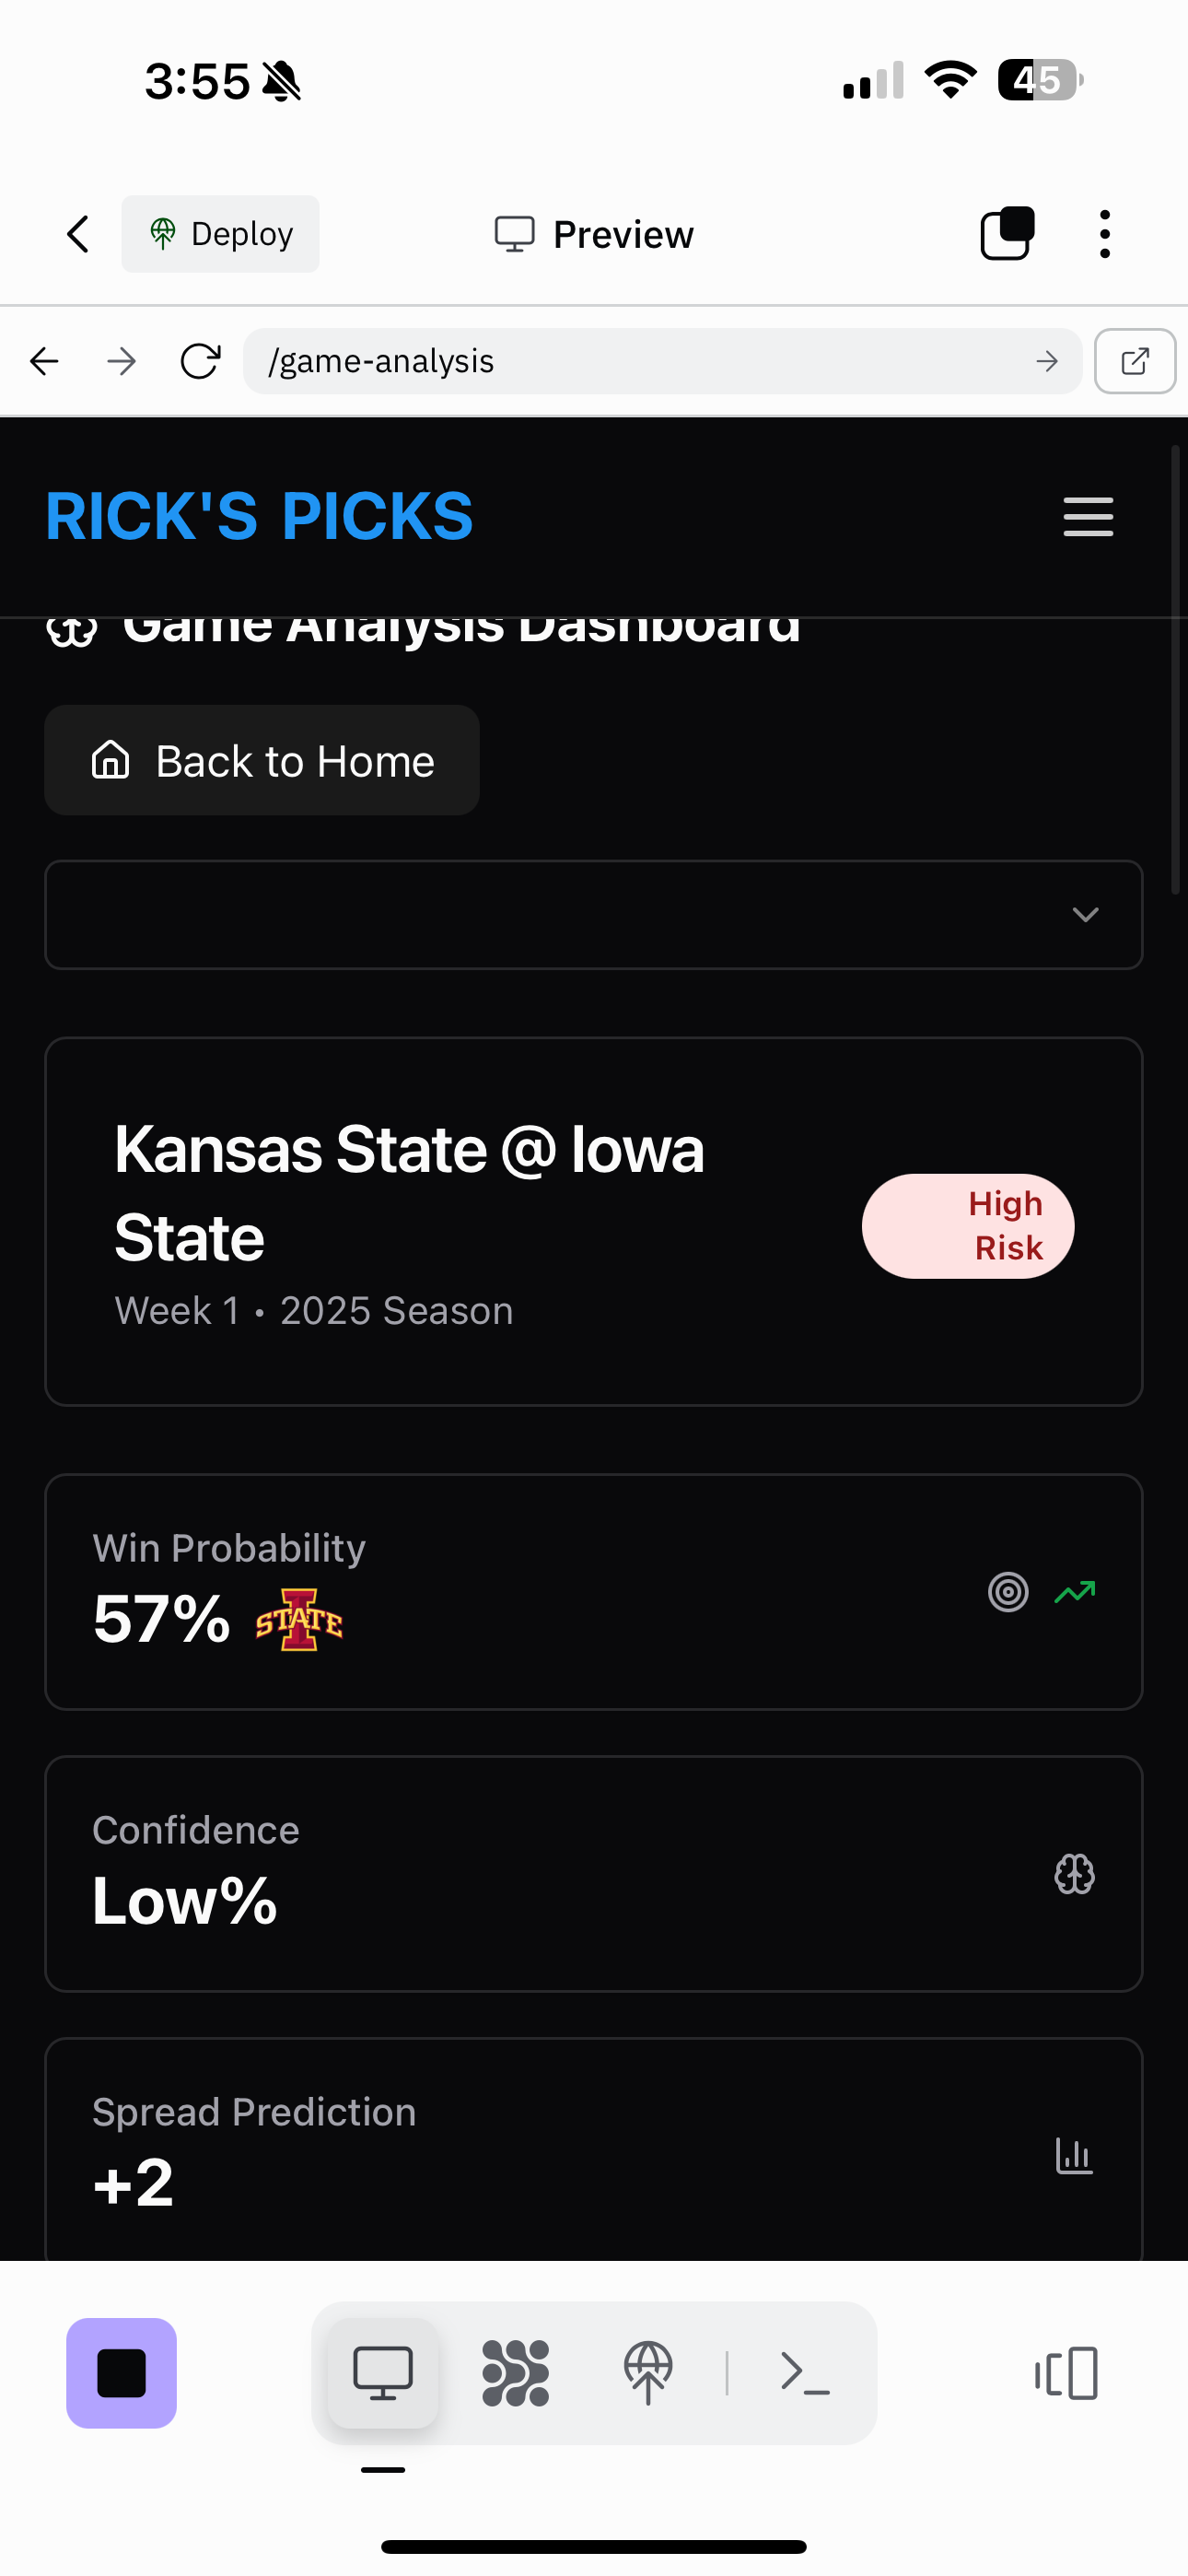 3:55
45
Deploy
Preview
/game-analysis
RICK'S PICKS
Game Analysis Dashboard
Back to Home
Kansas State @ Iowa
State
High
Risk
Week 1 • 2025 Season
Win Probability
57%
STATE
Confidence
Low%
Spread Prediction
+2